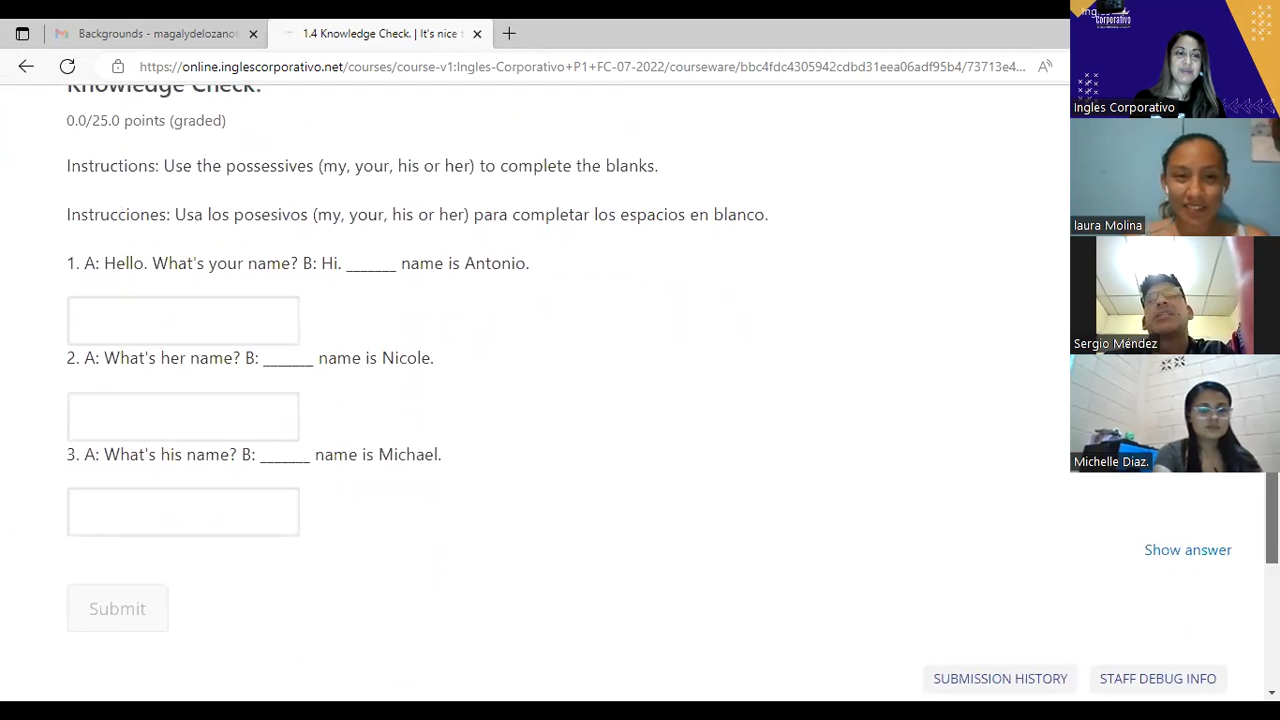 Backgrounds - magalydelozano
1.4 Knowledge Check. | It's nice t
https://online.inglescorporativo.net/courses/course-v1:Ingles-Corporativo+P1+FC-07-2022/courseware/bbc4fdc4305942cdbd31eea06adf95b4/73713e4...
Knowledge Check.
0.0/25.0 points (graded)
Instructions: Use the possessives (my, your, his or her) to complete the blanks.
Instrucciones: Usa los posesivos (my, your, his or her) para completar los espacios en blanco.
1. A: Hello. What's your name? B: Hi. _______ name is Antonio.
2. A: What's her name? B: _______ name is Nicole.
3. A: What's his name? B: _______ name is Michael.
Show answer
Submit
SUBMISSION HISTORY
STAFF DEBUG INFO
Corporativo
Ingles Corporativo
laura Molina
Sergio Méndez
Michelle Diaz.